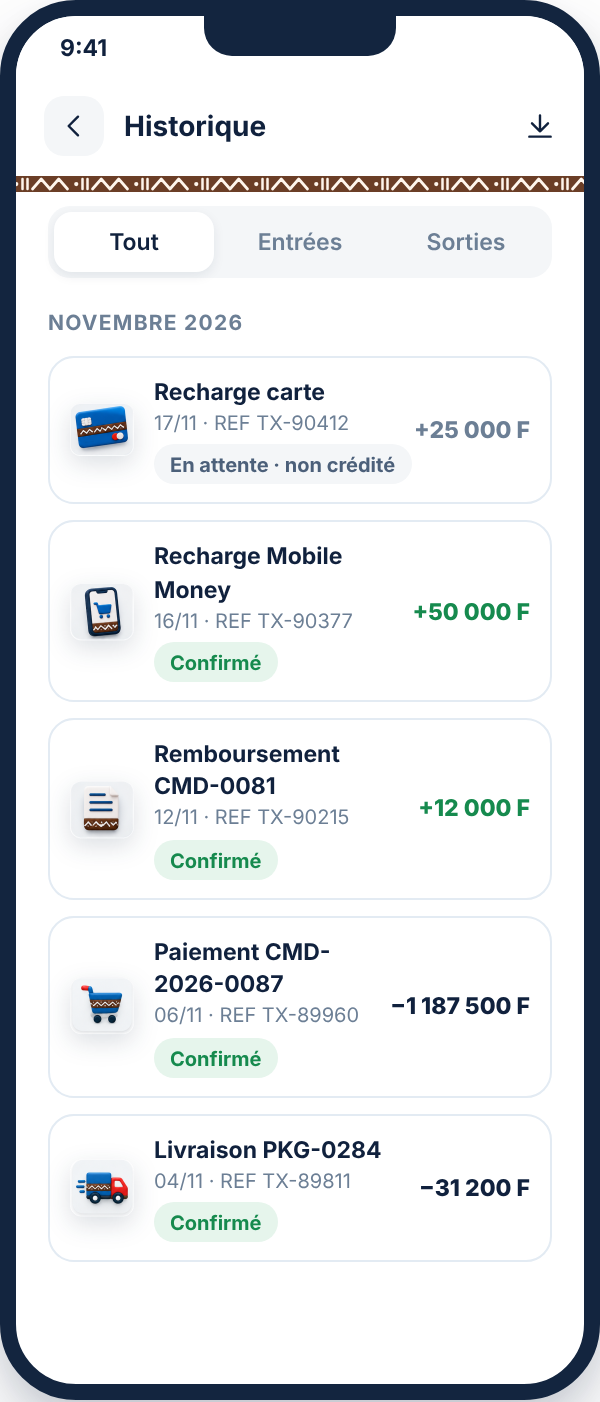 9:41
Historique
Tout
Entrées
Sorties
NOVEMBRE 2026
Recharge carte
17/11 · REF TX-90412
+25 000 F
En attente · non crédité
Recharge Mobile
Money
16/11 · REF TX-90377
+50 000 F
Confirmé
Remboursement
CMD-0081
12/11 · REF TX-90215
+12 000 F
Confirmé
Paiement CMD-
2026-0087
06/11 · REF TX-89960
−1 187 500 F
Confirmé
Livraison PKG-0284
04/11 · REF TX-89811
−31 200 F
Confirmé